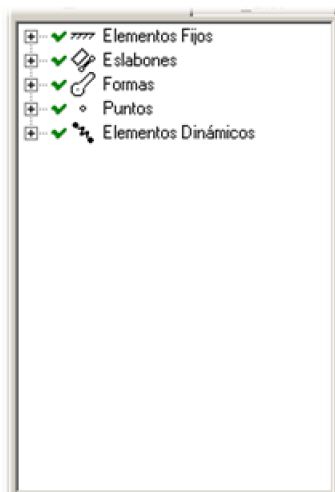 Elementos Fijos
Eslabones
Formas
Puntos
Elementos Dinámicos